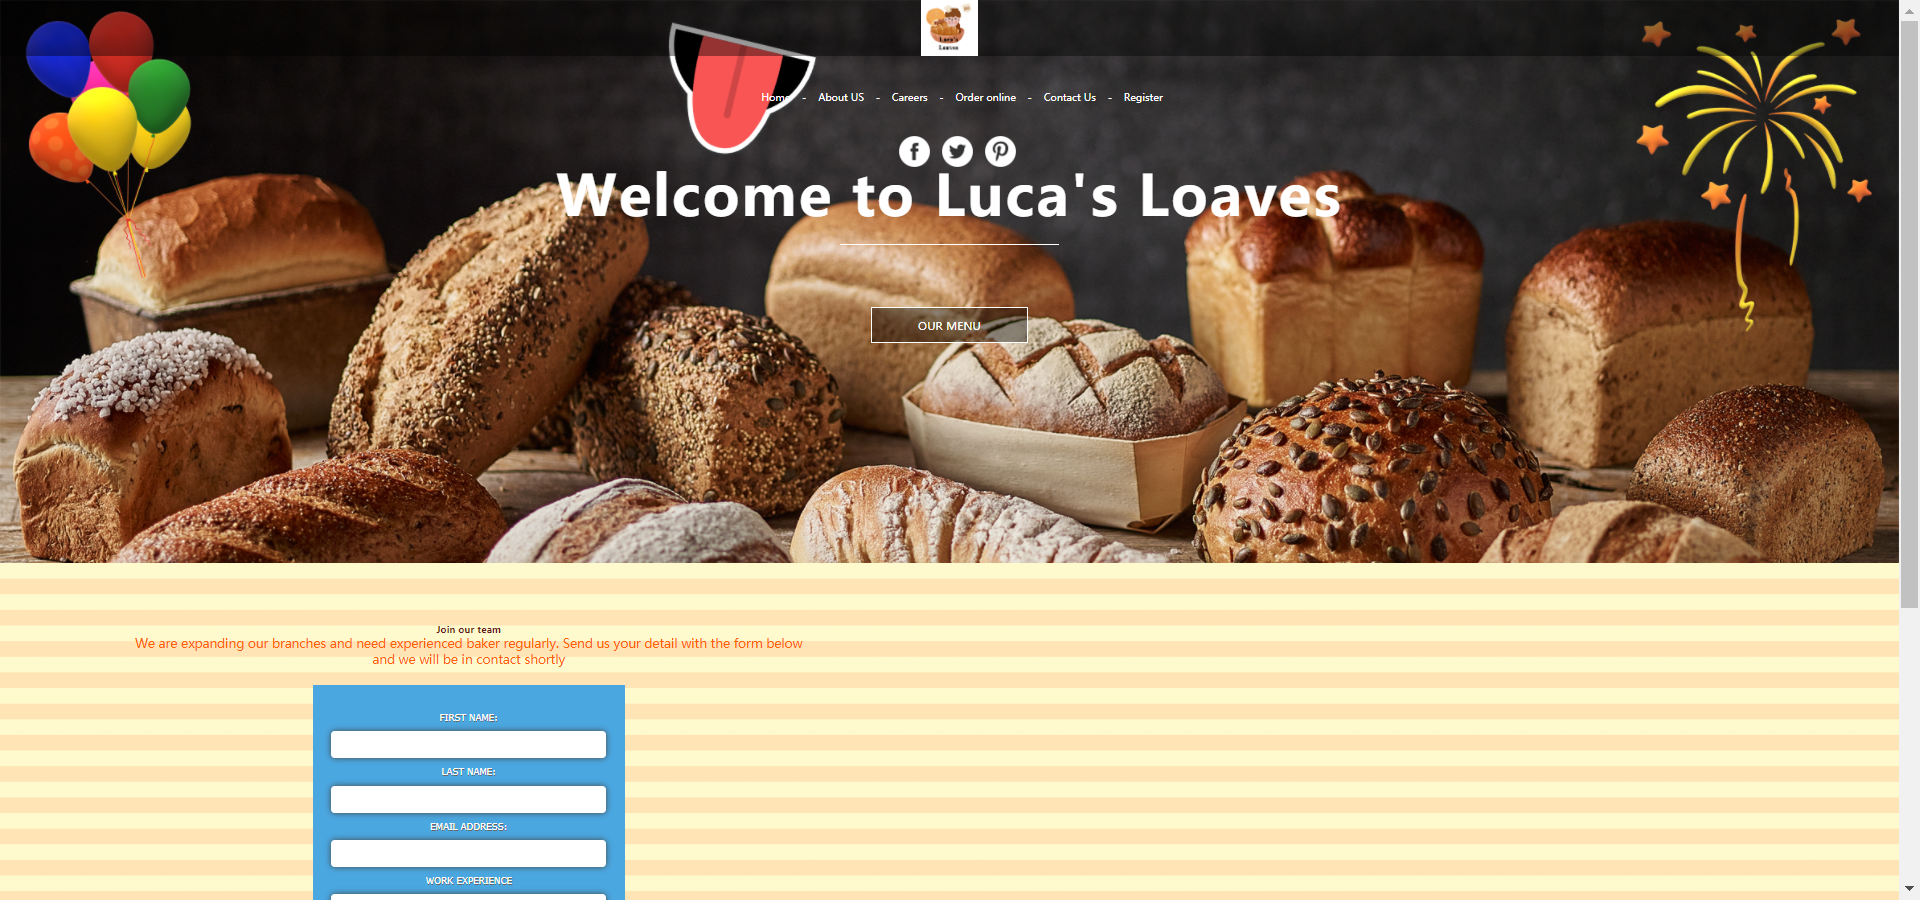 Luca's
Loaves
Home - About US - Careers - Order online - Contact Us - Register
Welcome to Luca's Loaves
OUR MENU
Join our team
We are expanding our branches and need experienced baker regularly. Send us your detail with the form below
and we will be in contact shortly
FIRST NAME:
LAST NAME:
EMAIL ADDRESS:
WORK EXPERIENCE